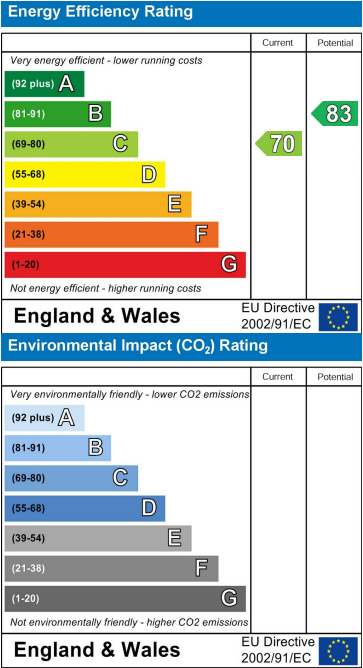 Energy Efficiency Rating
Current Potential
Very energy efficient - lower running costs
(92 plus) A
(81-91) B
83
(69-80) C
70
(55-68) D
(39-54) E
(21-38) F
(1-20) G
Not energy efficient - higher running costs
England & Wales
EU Directive
2002/91/EC
Environmental Impact (CO₂) Rating
Current Potential
Very environmentally friendly - lower CO2 emissions
(92 plus) A
(81-91) B
(69-80) C
(55-68) D
(39-54) E
(21-38) F
(1-20) G
Not environmentally friendly - higher CO2 emissions
England & Wales
EU Directive
2002/91/EC